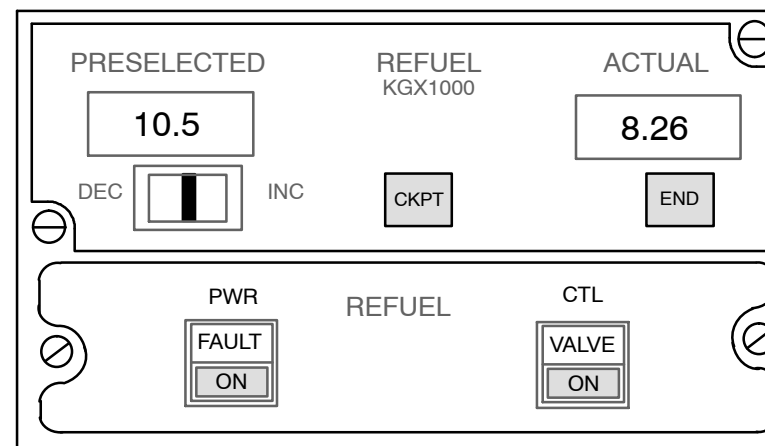 PRESELECTED
REFUEL
ACTUAL
KGX1000
10.5
8.26
DEC
INC
CKPT
END
PWR
REFUEL
CTL
FAULT
VALVE
ON
ON